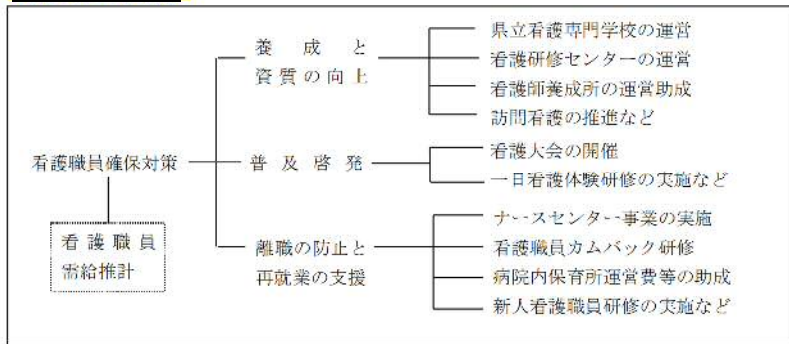 養成と
資質の向上
県立看護専門学校の運営
看護研修センターの運営
看護師養成所の運営助成
訪問看護の推進など
看護職員確保対策
普及啓発
看護大会の開催
一日看護体験研修の実施など
看護職員
需給推計
離職の防止と
再就業の支援
ナースセンター事業の実施
看護職員カムバック研修
病院内保育所運営費等の助成
新人看護職員研修の実施など